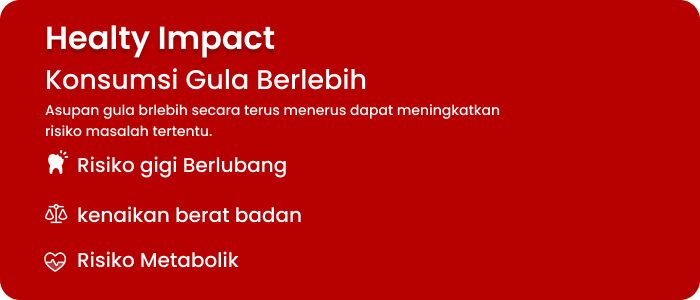 Healty Impact
Konsumsi Gula Berlebih
Asupan gula brlebih secara terus menerus dapat meningkatkan
risiko masalah tertentu.
Risiko gigi Berlubang
kenaikan berat badan
Risiko Metabolik